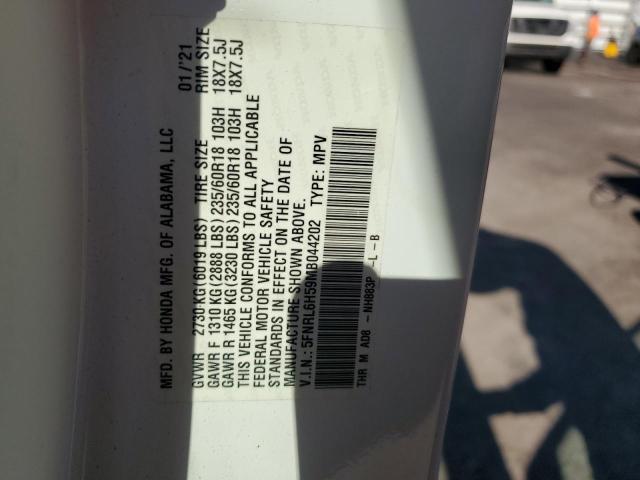 MFD. BY HONDA MFG. OF ALABAMA, LLC 01/'21
GVWR 2730 KG(6019 LBS) TIRE SIZE RIM SIZE
GAWR F 1310 KG(2888 LBS)235/60R18 103H 18X7.5J
GAWR R 1465 KG(3230 LBS)235/60R18 103H 18X7.5J
THIS VEHICLE CONFORMS TO ALL APPLICABLE
FEDERAL MOTOR VEHICLE SAFETY
STANDARDS IN EFFECT ON THE DATE OF
MANUFACTURE SHOWN ABOVE.
V.I.N.: 5FNRL6H59MB044202 TYPE: MPV
THR M AD8 - NH883P -L-B